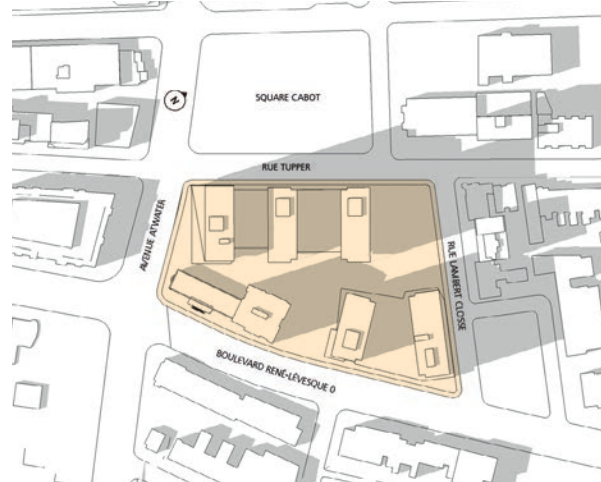 SQUARE CABOT
N
RUE TUPPER
AVENUE ATWATER
RUE LAMBERT CLOSSE
BOULEVARD RENÉ-LÉVESQUE O